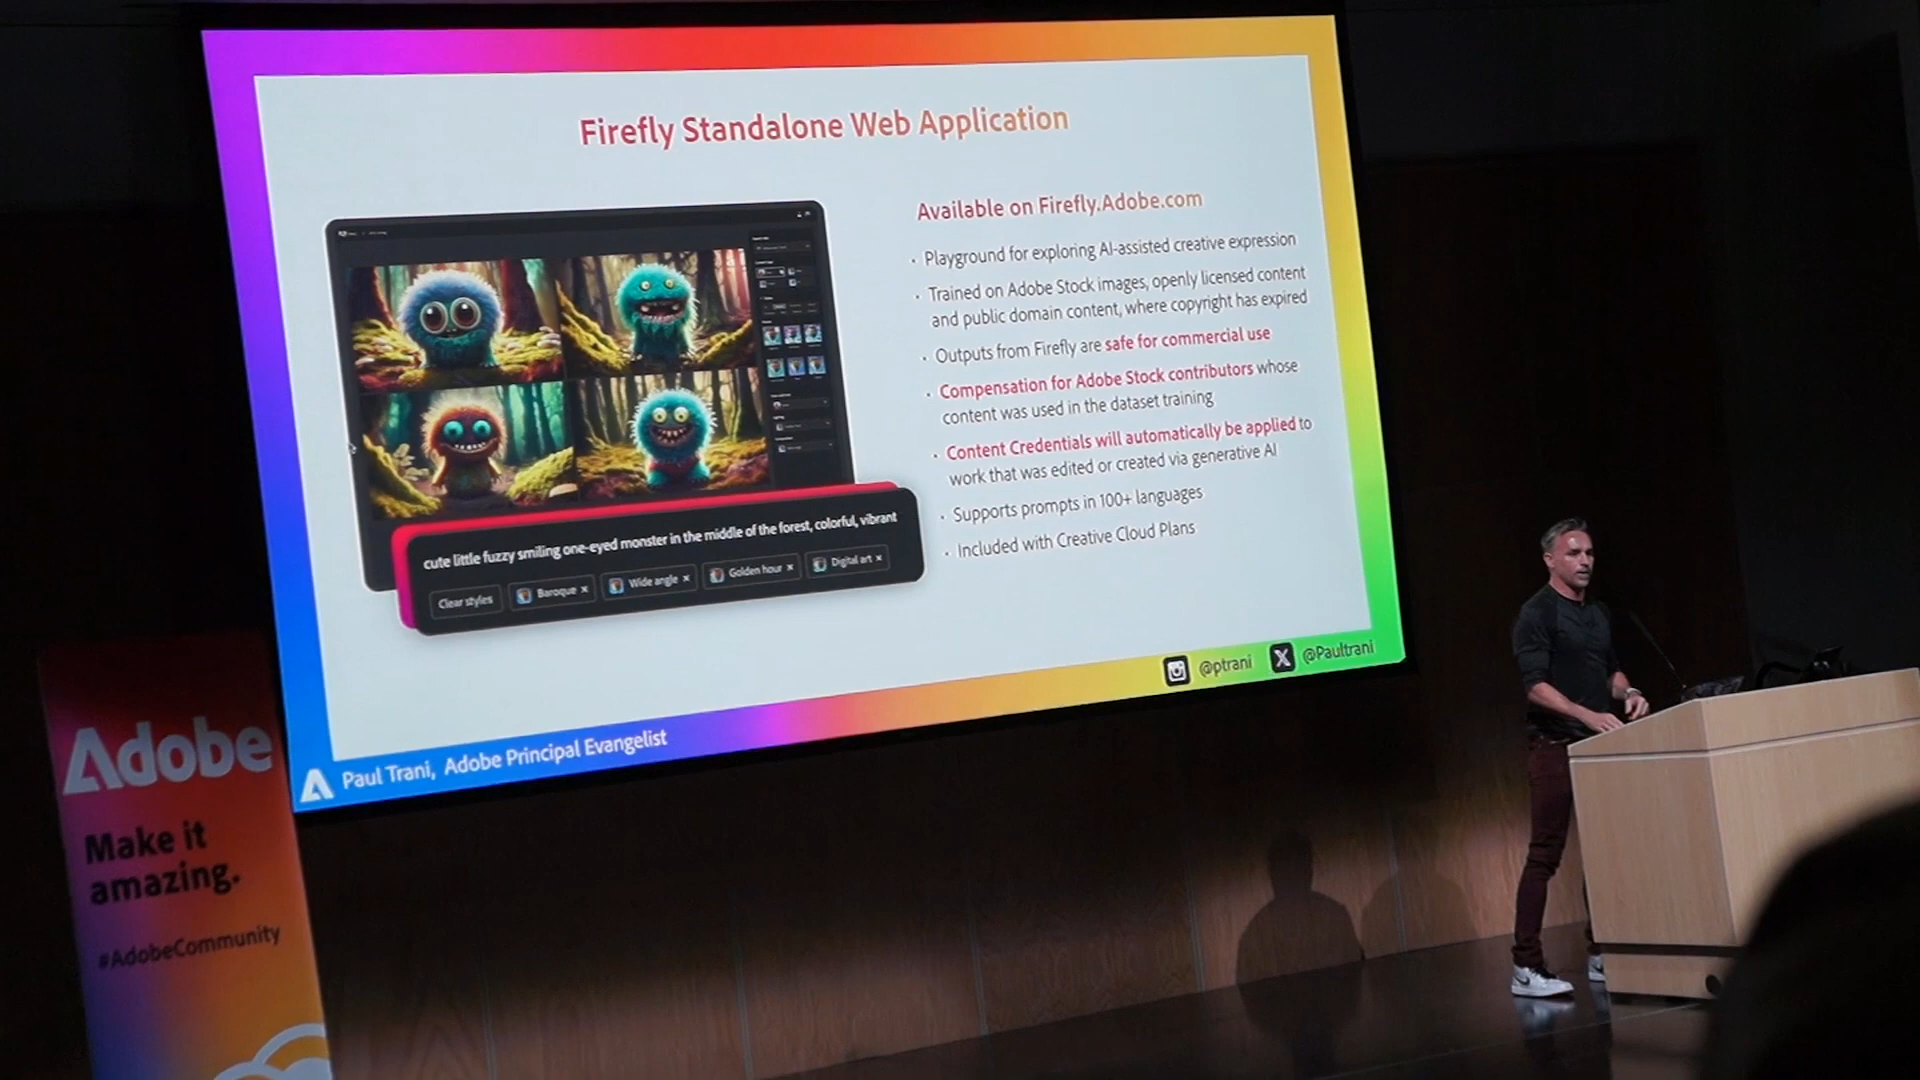 Firefly Standalone Web Application
Available on Firefly.Adobe.com
· Playground for exploring AI-assisted creative expression
· Trained on Adobe Stock images, openly licensed content
and public domain content, where copyright has expired
· Outputs from Firefly are safe for commercial use
· Compensation for Adobe Stock contributors whose
content was used in the dataset training
· Content Credentials will automatically be applied to
work that was edited or created via generative AI
· Supports prompts in 100+ languages
· Included with Creative Cloud Plans
cute little fuzzy smiling one-eyed monster in the middle of the forest, colorful, vibrant
Clear styles Baroque × Wide angle × Golden hour × Digital art ×
@ptrani @Paultrani
Paul Trani, Adobe Principal Evangelist
Adobe
Make it
amazing.
#AdobeCommunity